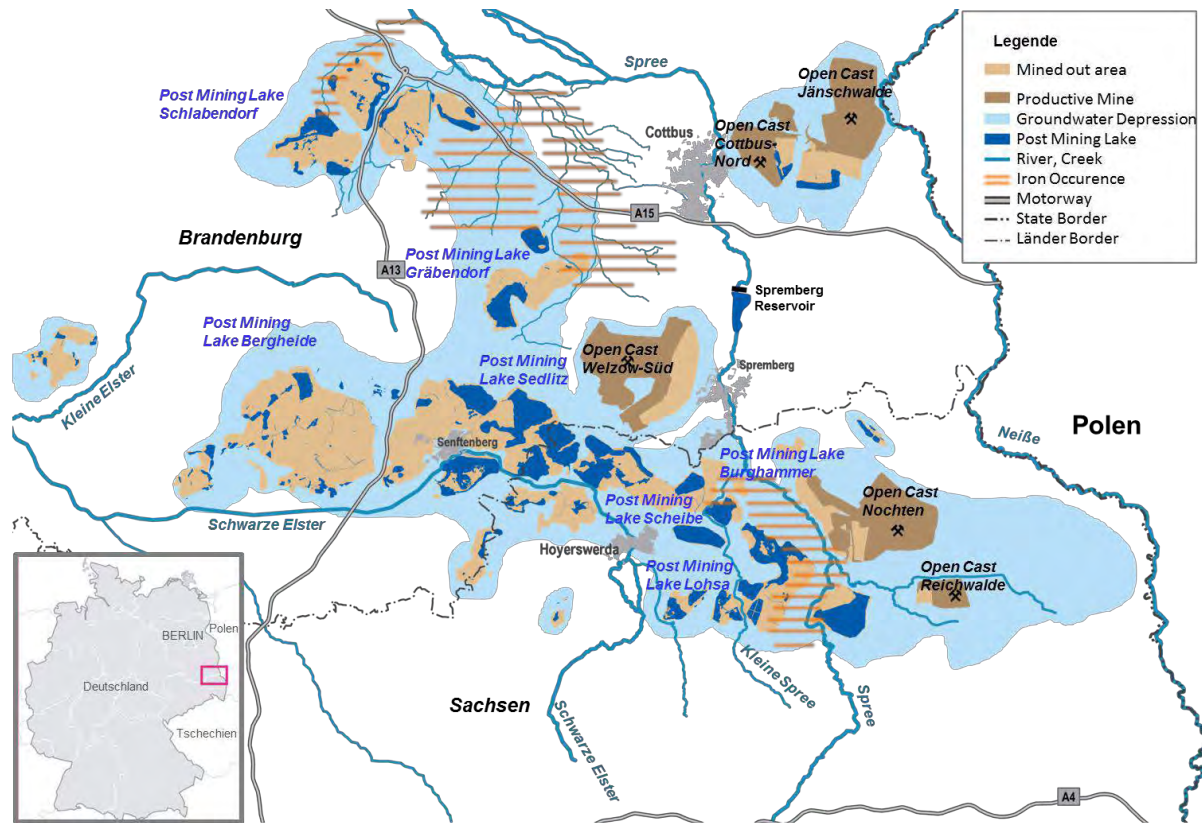 Legende
Mined out area
Productive Mine
Groundwater Depression
Post Mining Lake
River, Creek
Iron Occurence
Motorway
State Border
Länder Border
Spree
Open Cast
Jänschwalde
Post Mining Lake
Schlabendorf
Cottbus
Open Cast
Cottbus-
Nord
A15
Brandenburg
Post Mining Lake
Gräbendorf
A13
Spremberg
Reservoir
Post Mining
Lake Bergheide
Open Cast
Welzow-Süd
Post Mining
Lake Sedlitz
Spremberg
Kleine Elster
Polen
Neiße
Senftenberg
Post Mining Lake
Burghammer
Open Cast
Nochten
Post Mining
Lake Scheibe
Schwarze Elster
Hoyerswerda
Post Mining
Lake Lohsa
Open Cast
Reichwalde
BERLIN
Polen
Deutschland
Tschechien
Kleine Spree
Sachsen
Spree
Schwarze Elster
A4